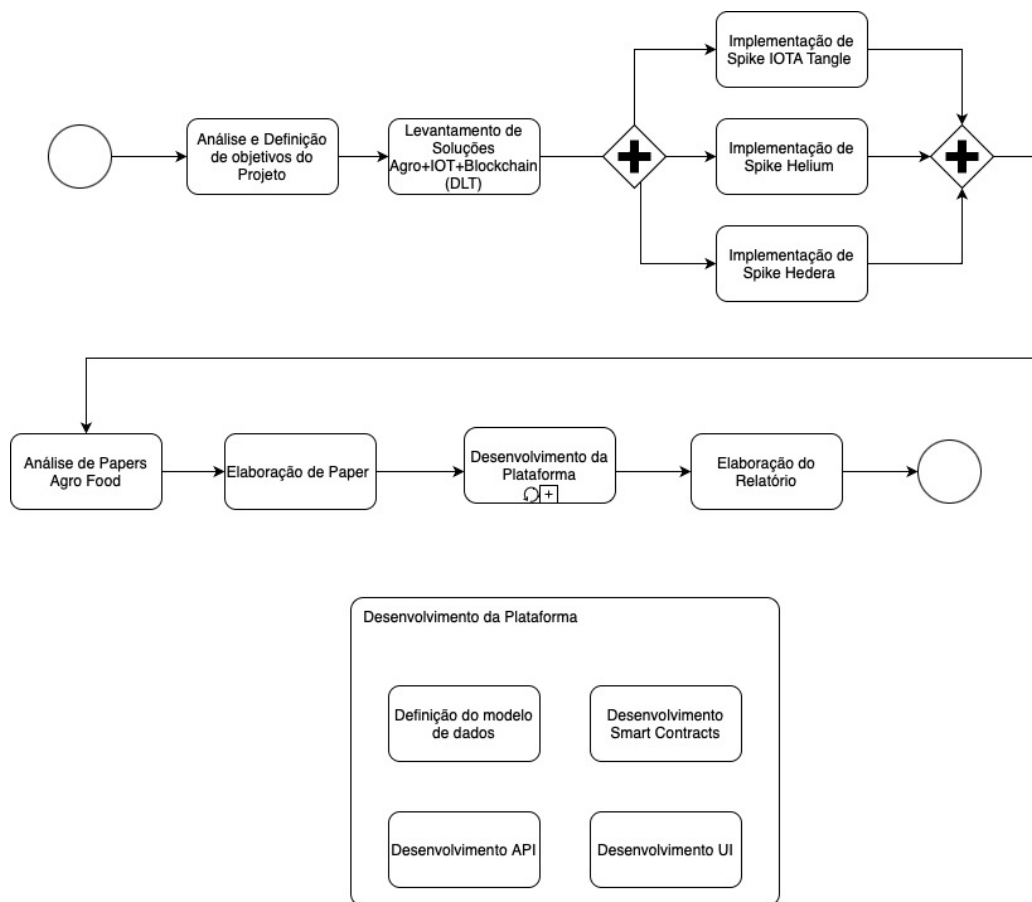 Implementação de
Spike IOTA Tangle
Análise e Definição
de objetivos do
Projeto
Levantamento de
Soluções
Agro+IOT+Blockchain
(DLT)
Implementação de
Spike Helium
Implementação de
Spike Hedera
Análise de Papers
Agro Food
Elaboração de Paper
Desenvolvimento da
Plataforma
Elaboração do
Relatório
Desenvolvimento da Plataforma
Definição do modelo
de dados
Desenvolvimento
Smart Contracts
Desenvolvimento API
Desenvolvimento UI